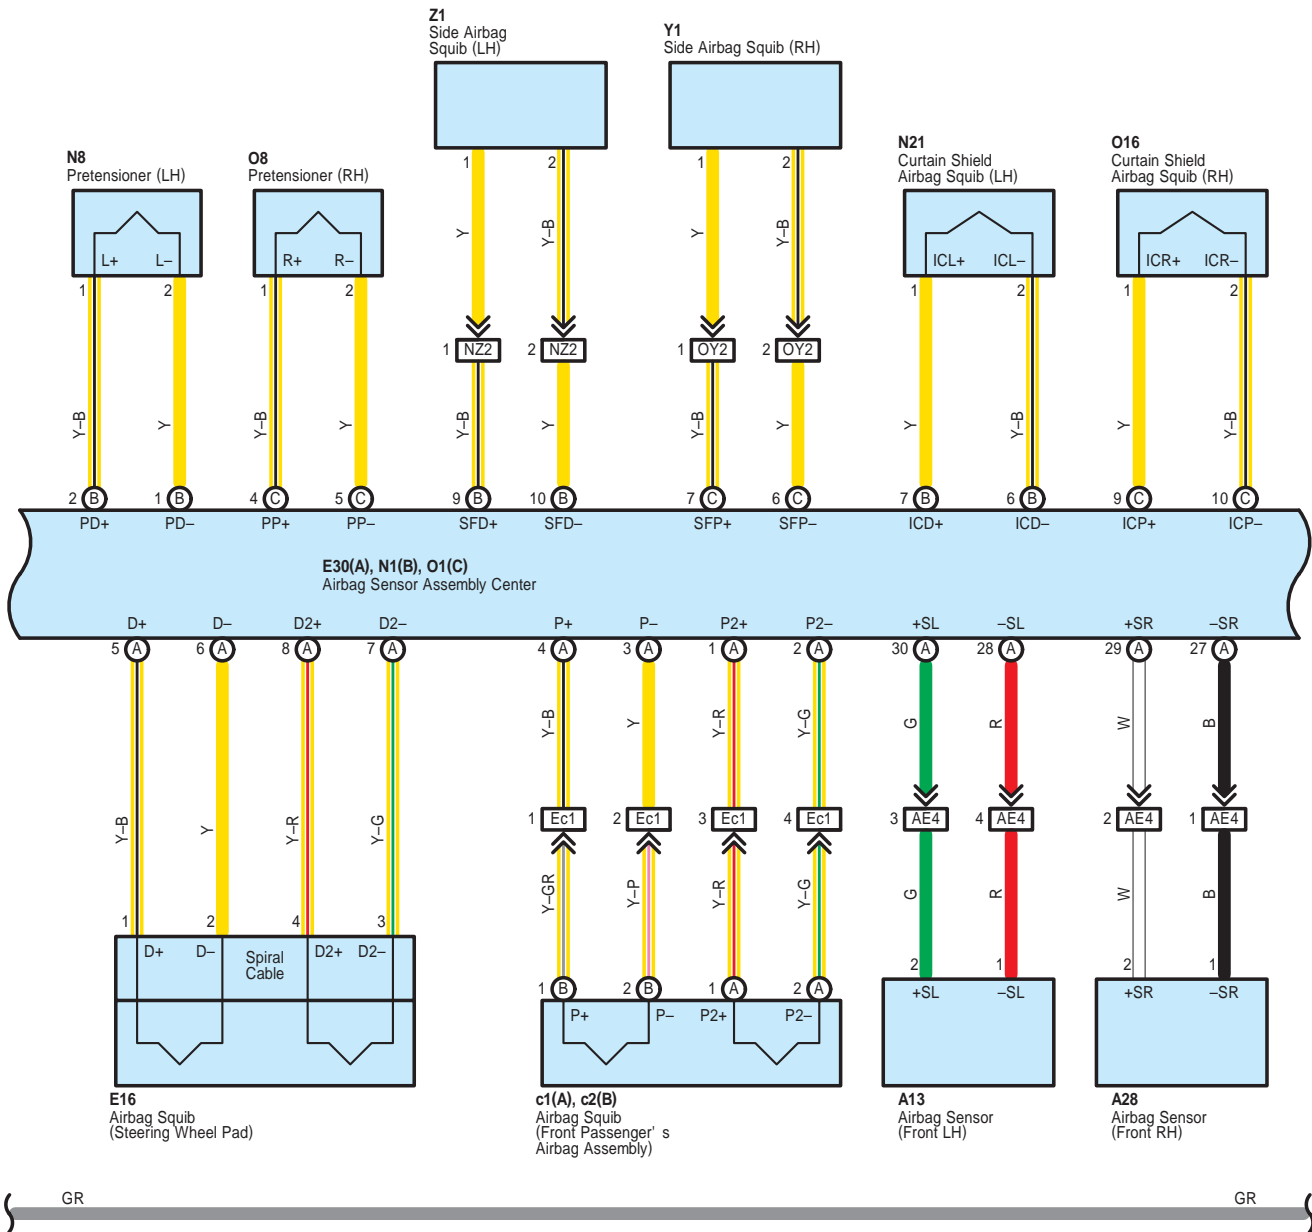 Z1
Side Airbag
Squib (LH)
Y1
Side Airbag Squib (RH)
N8
Pretensioner (LH)
O8
Pretensioner (RH)
N21
Curtain Shield
Airbag Squib (LH)
O16
Curtain Shield
Airbag Squib (RH)
1 2 1 2
L+ L– R+ R– ICL+ ICL– ICR+ ICR–
1 2 1 2 1 2 1 2
Y Y–B Y Y–B
1 NZ2 2 NZ2 1 OY2 2 OY2
Y–B Y Y–B Y Y–B Y Y–B Y Y Y–B Y Y–B
2 B 1 B 4 C 5 C 9 B 10 B 7 C 6 C 7 B 6 B 9 C 10 C
PD+ PD– PP+ PP– SFD+ SFD– SFP+ SFP– ICD+ ICD– ICP+ ICP–
E30(A), N1(B), O1(C)
Airbag Sensor Assembly Center
D+ D– D2+ D2– P+ P– P2+ P2– +SL –SL +SR –SR
5 A 6 A 8 A 7 A 4 A 3 A 1 A 2 A 30 A 28 A 29 A 27 A
Y–B Y Y–R Y–G G R W B
1 Ec1 2 Ec1 3 Ec1 4 Ec1 3 AE4 4 AE4 2 AE4 1 AE4
Y–B Y Y–R Y–G Y–GR Y–P Y–R Y–G G R W B
1 2 4 3
D+ D– Spiral
Cable D2+ D2–
1 B 2 B 1 A 2 A 2 1 2 1
P+ P– P2+ P2– +SL –SL +SR –SR
E16
Airbag Squib
(Steering Wheel Pad)
c1(A), c2(B)
Airbag Squib
(Front Passenger' s
Airbag Assembly)
A13
Airbag Sensor
(Front LH)
A28
Airbag Sensor
(Front RH)
GR GR